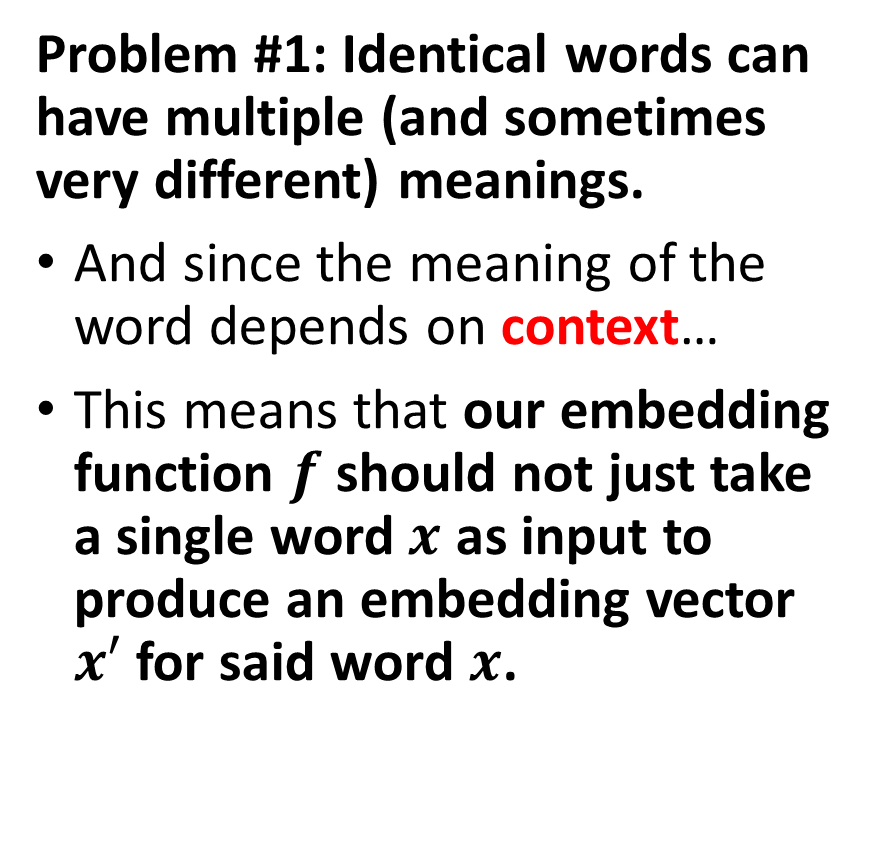 Problem #1: Identical words can
have multiple (and sometimes
very different) meanings.
• And since the meaning of the
word depends on context…
• This means that our embedding
function 𝒇 should not just take
a single word 𝒙 as input to
produce an embedding vector
𝒙′ for said word 𝒙.